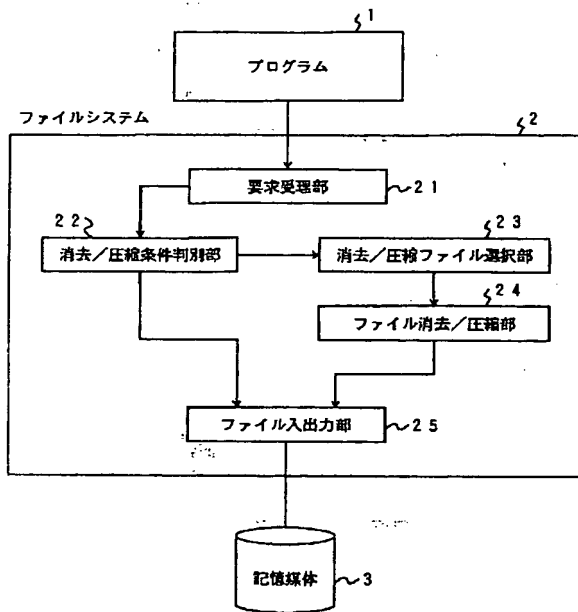 1
プログラム
ファイルシステム
2
要求受理部
21
22
消去/圧縮条件判別部
23
消去/圧縮ファイル選択部
24
ファイル消去/圧縮部
ファイル入出力部
25
記憶媒体
3